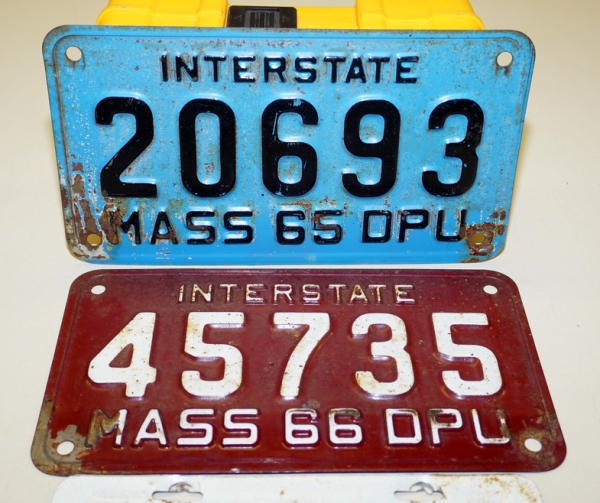 INTERSTATE
20693
MASS 65 DPU
INTERSTATE
45735
MASS 66 DPU